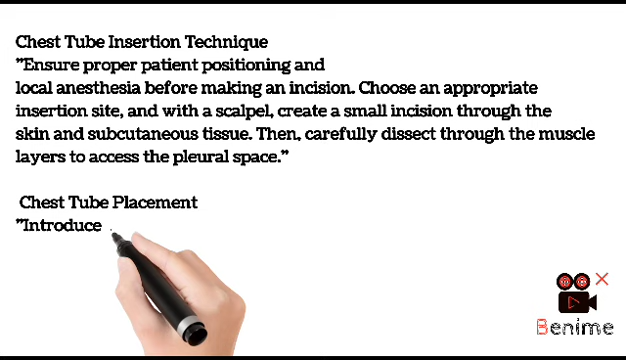 Chest Tube Insertion Technique
"Ensure proper patient positioning and
local anesthesia before making an incision. Choose an appropriate
insertion site, and with a scalpel, create a small incision through the
skin and subcutaneous tissue. Then, carefully dissect through the muscle
layers to access the pleural space."
Chest Tube Placement
"Introduce
Benime